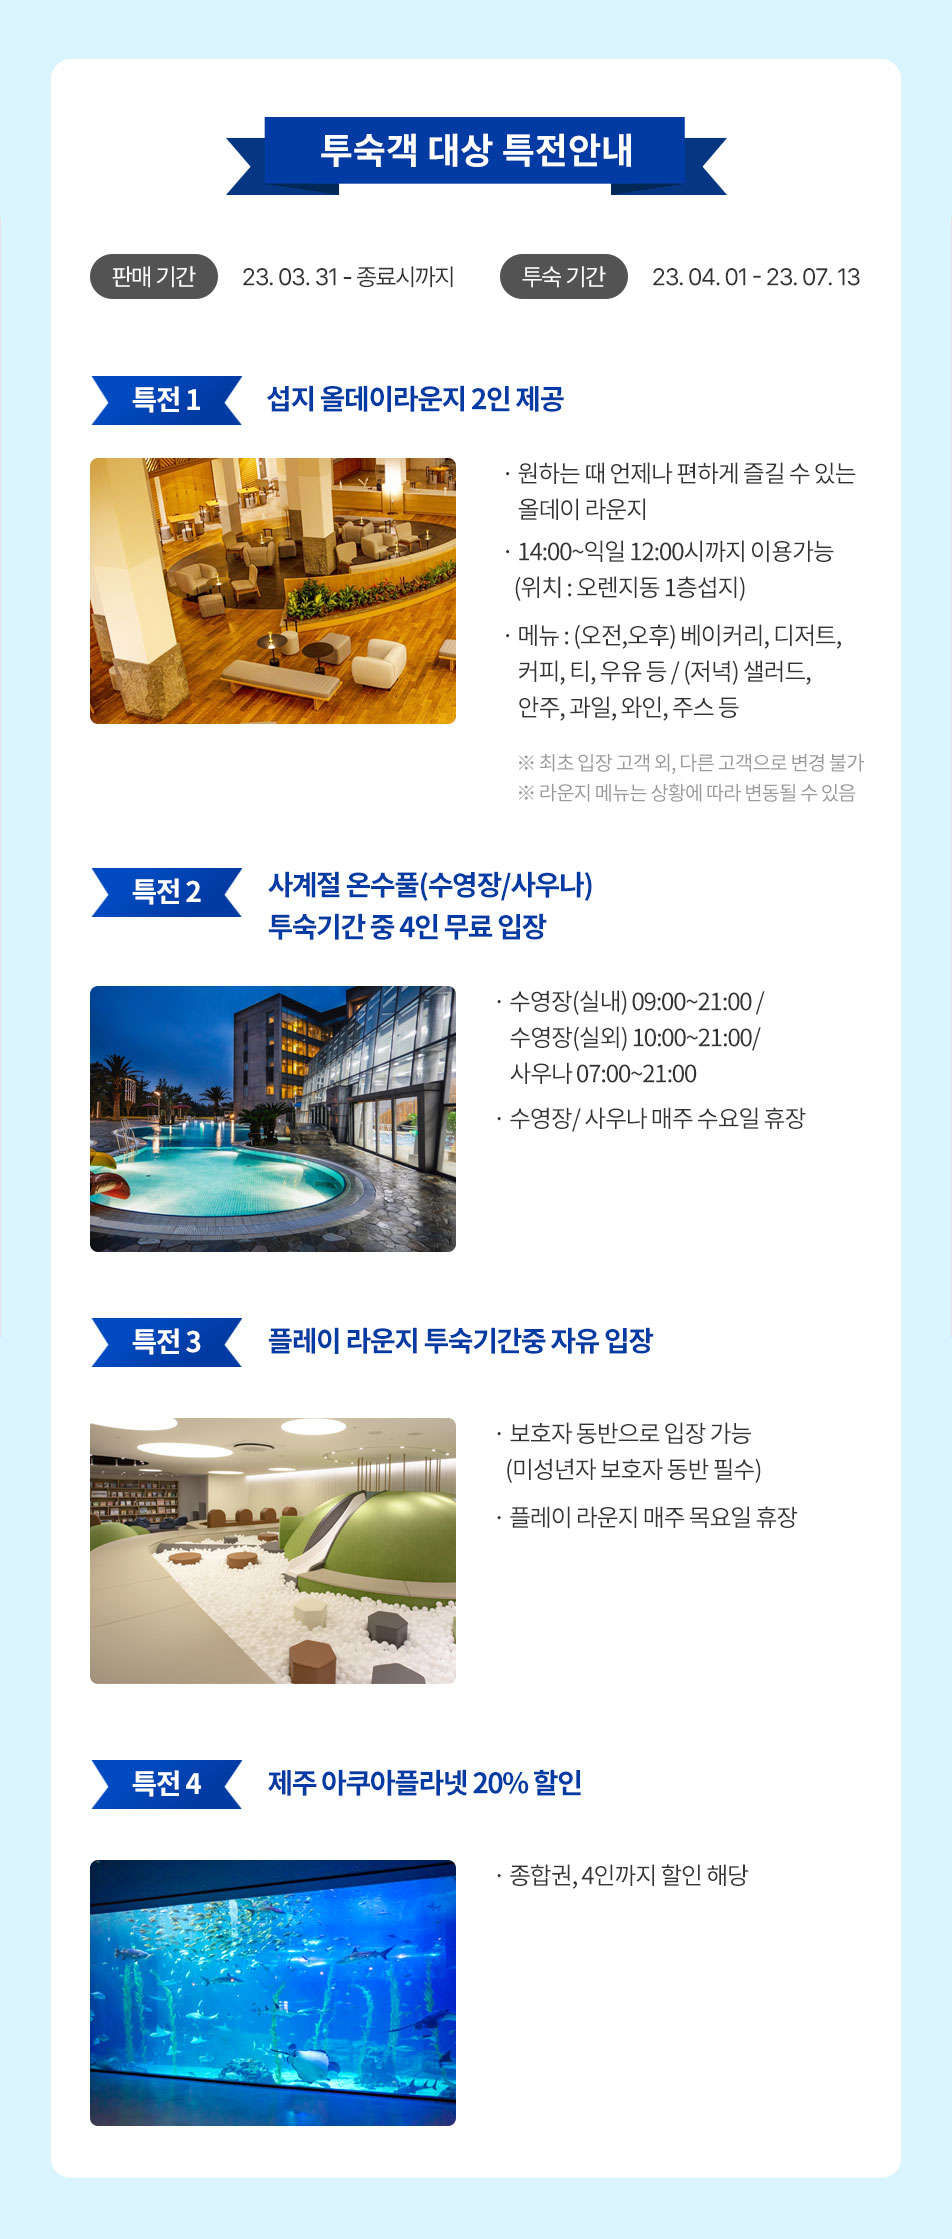 투숙객 대상 특전안내
판매 기간 23. 03. 31 - 종료시까지 투숙 기간 23. 04. 01 - 23. 07. 13
특전 1 섭지 올데이라운지 2인 제공
· 원하는 때 언제나 편하게 즐길 수 있는
올데이 라운지
· 14:00~익일 12:00시까지 이용가능
(위치 : 오렌지동 1층섭지)
· 메뉴 : (오전,오후) 베이커리, 디저트,
커피, 티, 우유 등 / (저녁) 샐러드,
안주, 과일, 와인, 주스 등
※ 최초 입장 고객 외, 다른 고객으로 변경 불가
※ 라운지 메뉴는 상황에 따라 변동될 수 있음
특전 2 사계절 온수풀(수영장/사우나)
투숙기간 중 4인 무료 입장
· 수영장(실내) 09:00~21:00 /
수영장(실외) 10:00~21:00/
사우나 07:00~21:00
· 수영장/ 사우나 매주 수요일 휴장
특전 3 플레이 라운지 투숙기간중 자유 입장
· 보호자 동반으로 입장 가능
(미성년자 보호자 동반 필수)
· 플레이 라운지 매주 목요일 휴장
특전 4 제주 아쿠아플라넷 20% 할인
· 종합권, 4인까지 할인 해당